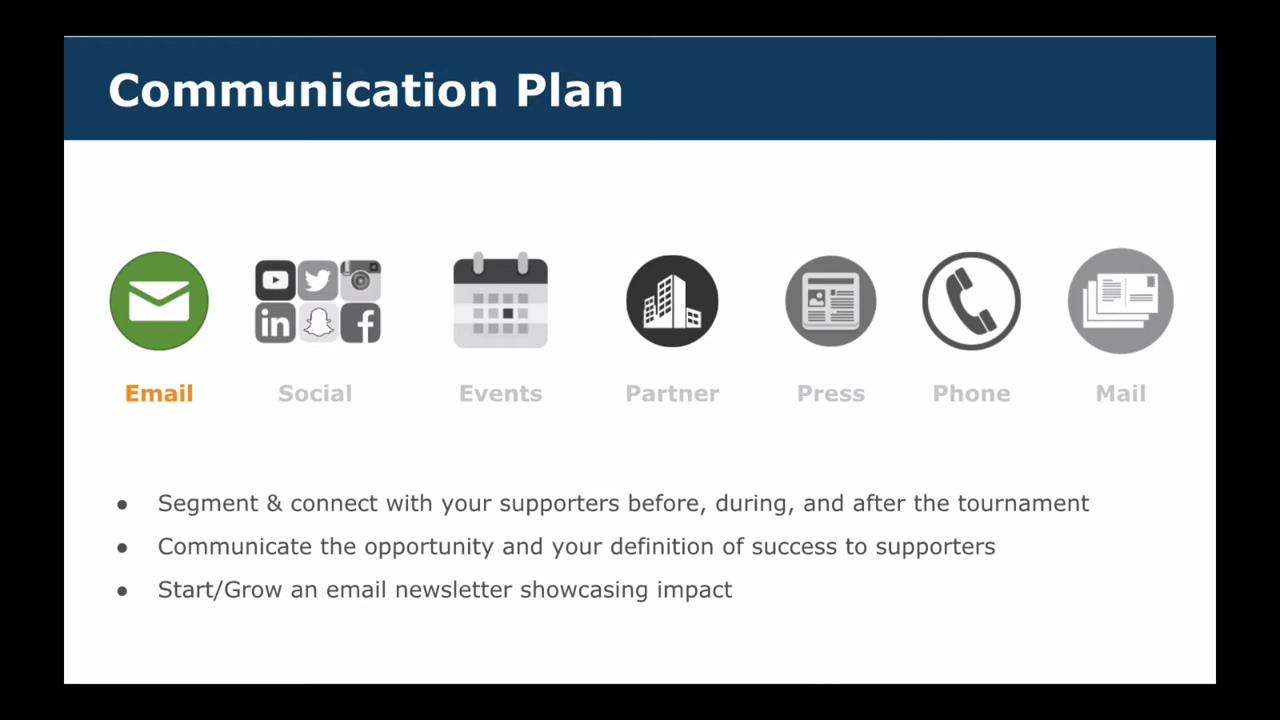 Communication Plan
in f
Email Social Events Partner Press Phone Mail
● Segment & connect with your supporters before, during, and after the tournament
● Communicate the opportunity and your definition of success to supporters
● Start/Grow an email newsletter showcasing impact